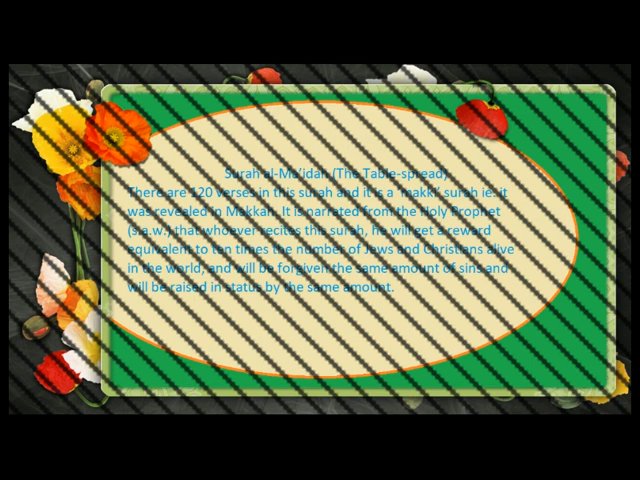 Surah al-Ma'idah (The Table-spread)
There are 120 verses in this surah and it is a 'makki' surah ie. it
was revealed in Makkah. It is narrated from the Holy Prophet
(s.a.w.) that whoever recites this surah, he will get a reward
equivalent to ten times the number of Jews and Christians alive
in the world, and will be forgiven the same amount of sins and
will be raised in status by the same amount.